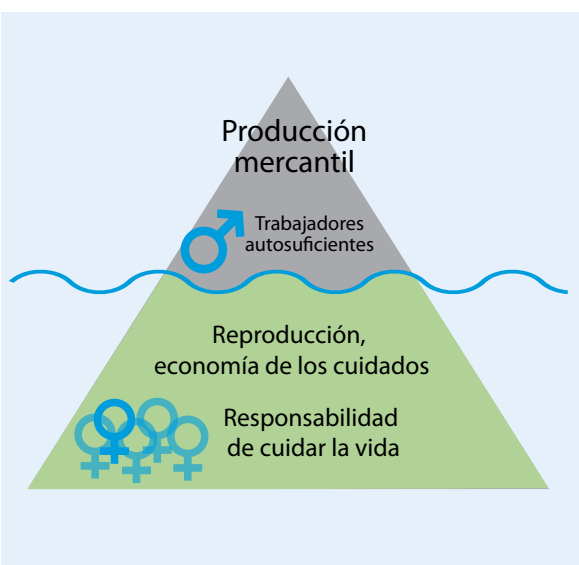 Producción
mercantil
Trabajadores
autosuficientes
Reproducción,
economía de los cuidados
Responsabilidad
de cuidar la vida